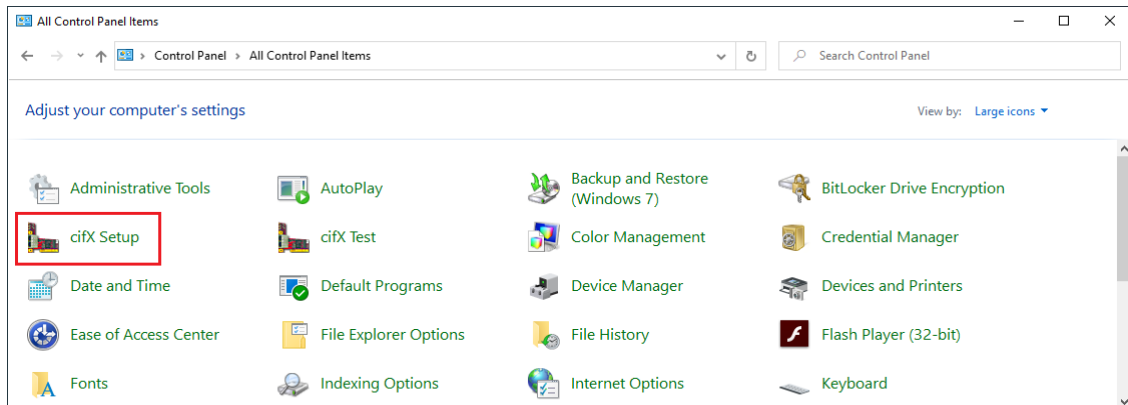 All Control Panel Items
Control Panel > All Control Panel Items
Search Control Panel
Adjust your computer's settings
View by: Large icons
Administrative Tools
AutoPlay
Backup and Restore
(Windows 7)
BitLocker Drive Encryption
cifX Setup
cifX Test
Color Management
Credential Manager
Date and Time
Default Programs
Device Manager
Devices and Printers
Ease of Access Center
File Explorer Options
File History
Flash Player (32-bit)
Fonts
Indexing Options
Internet Options
Keyboard